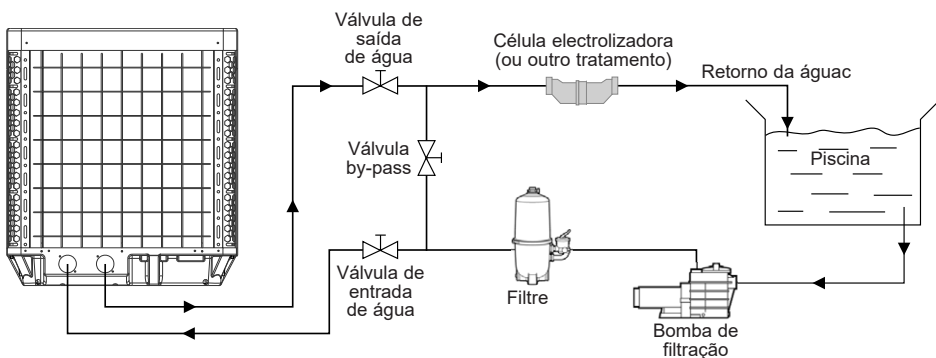 Válvula de
saída
de água
Célula electrolizadora
(ou outro tratamento)
Retorno da águac
Válvula
by-pass
Piscina
Válvula de
entrada
de água
Filtre
Bomba de
filtração